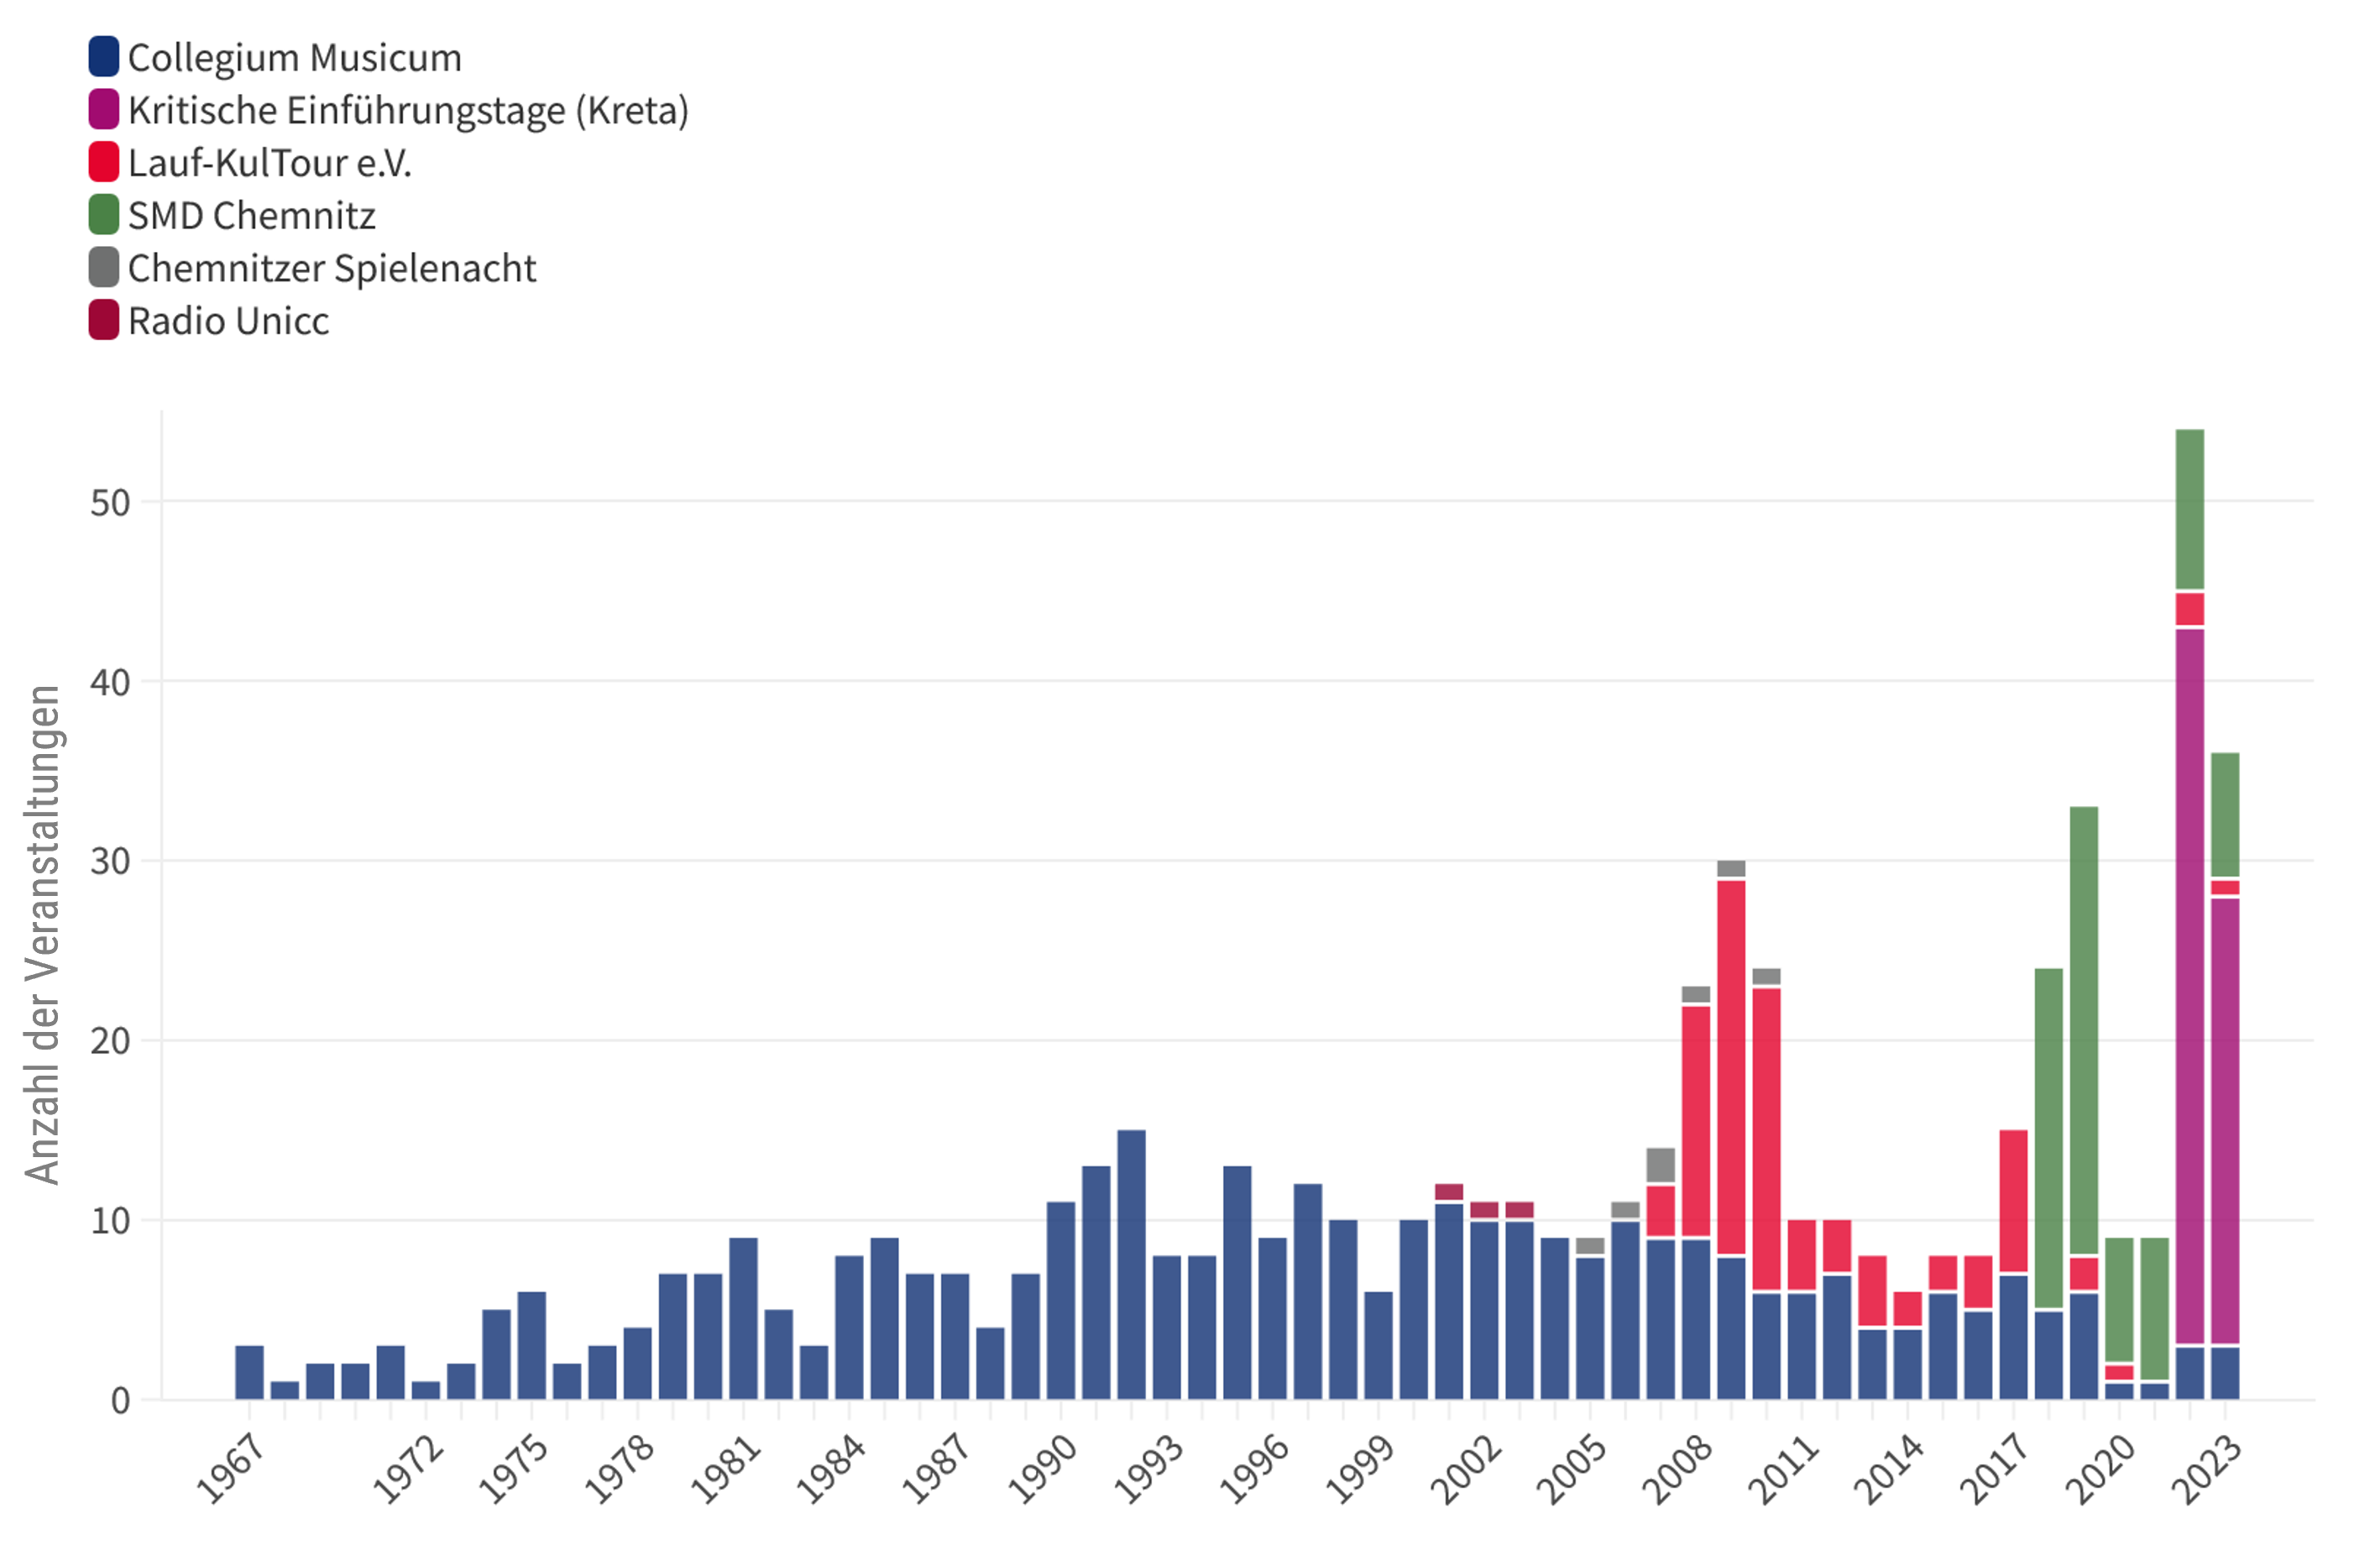 Collegium Musicum
Kritische Einführungstage (Kreta)
Lauf-KulTour e.V.
SMD Chemnitz
Chemnitzer Spielenacht
Radio Unicc
Anzahl der Veranstaltungen
50
40
30
20
10
0
1967 1972 1975 1978 1981 1984 1987 1990 1993 1996 1999 2002 2005 2008 2011 2014 2017 2020 2023